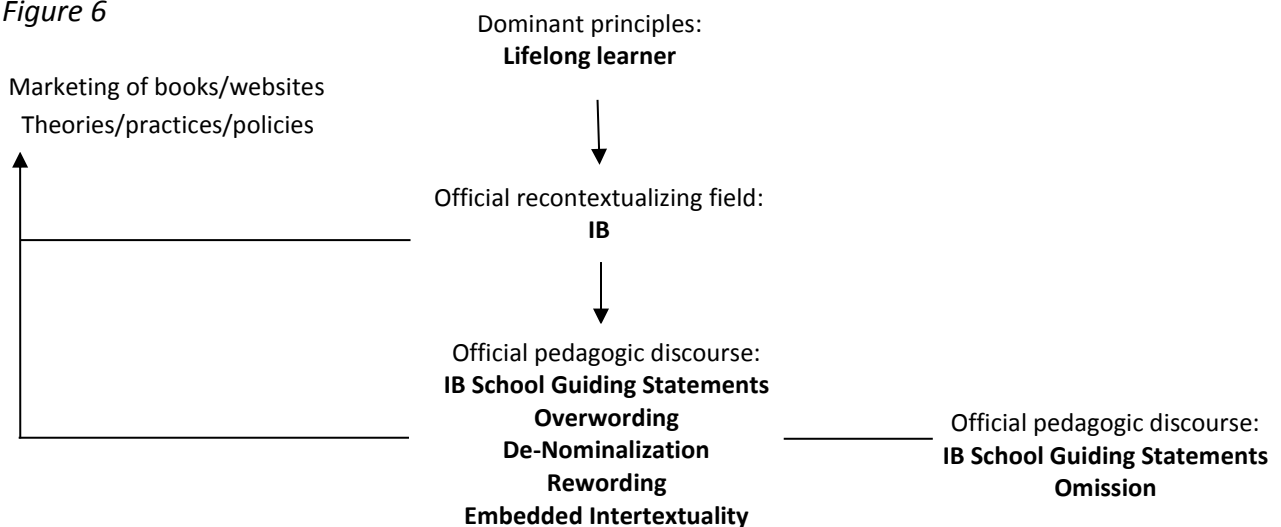 Figure 6
Dominant principles:
Lifelong learner
Marketing of books/websites
Theories/practices/policies
Official recontextualizing field:
IB
Official pedagogic discourse:
IB School Guiding Statements
Overwording
De-Nominalization
Rewording
Embedded Intertextuality
Official pedagogic discourse:
IB School Guiding Statements
Omission